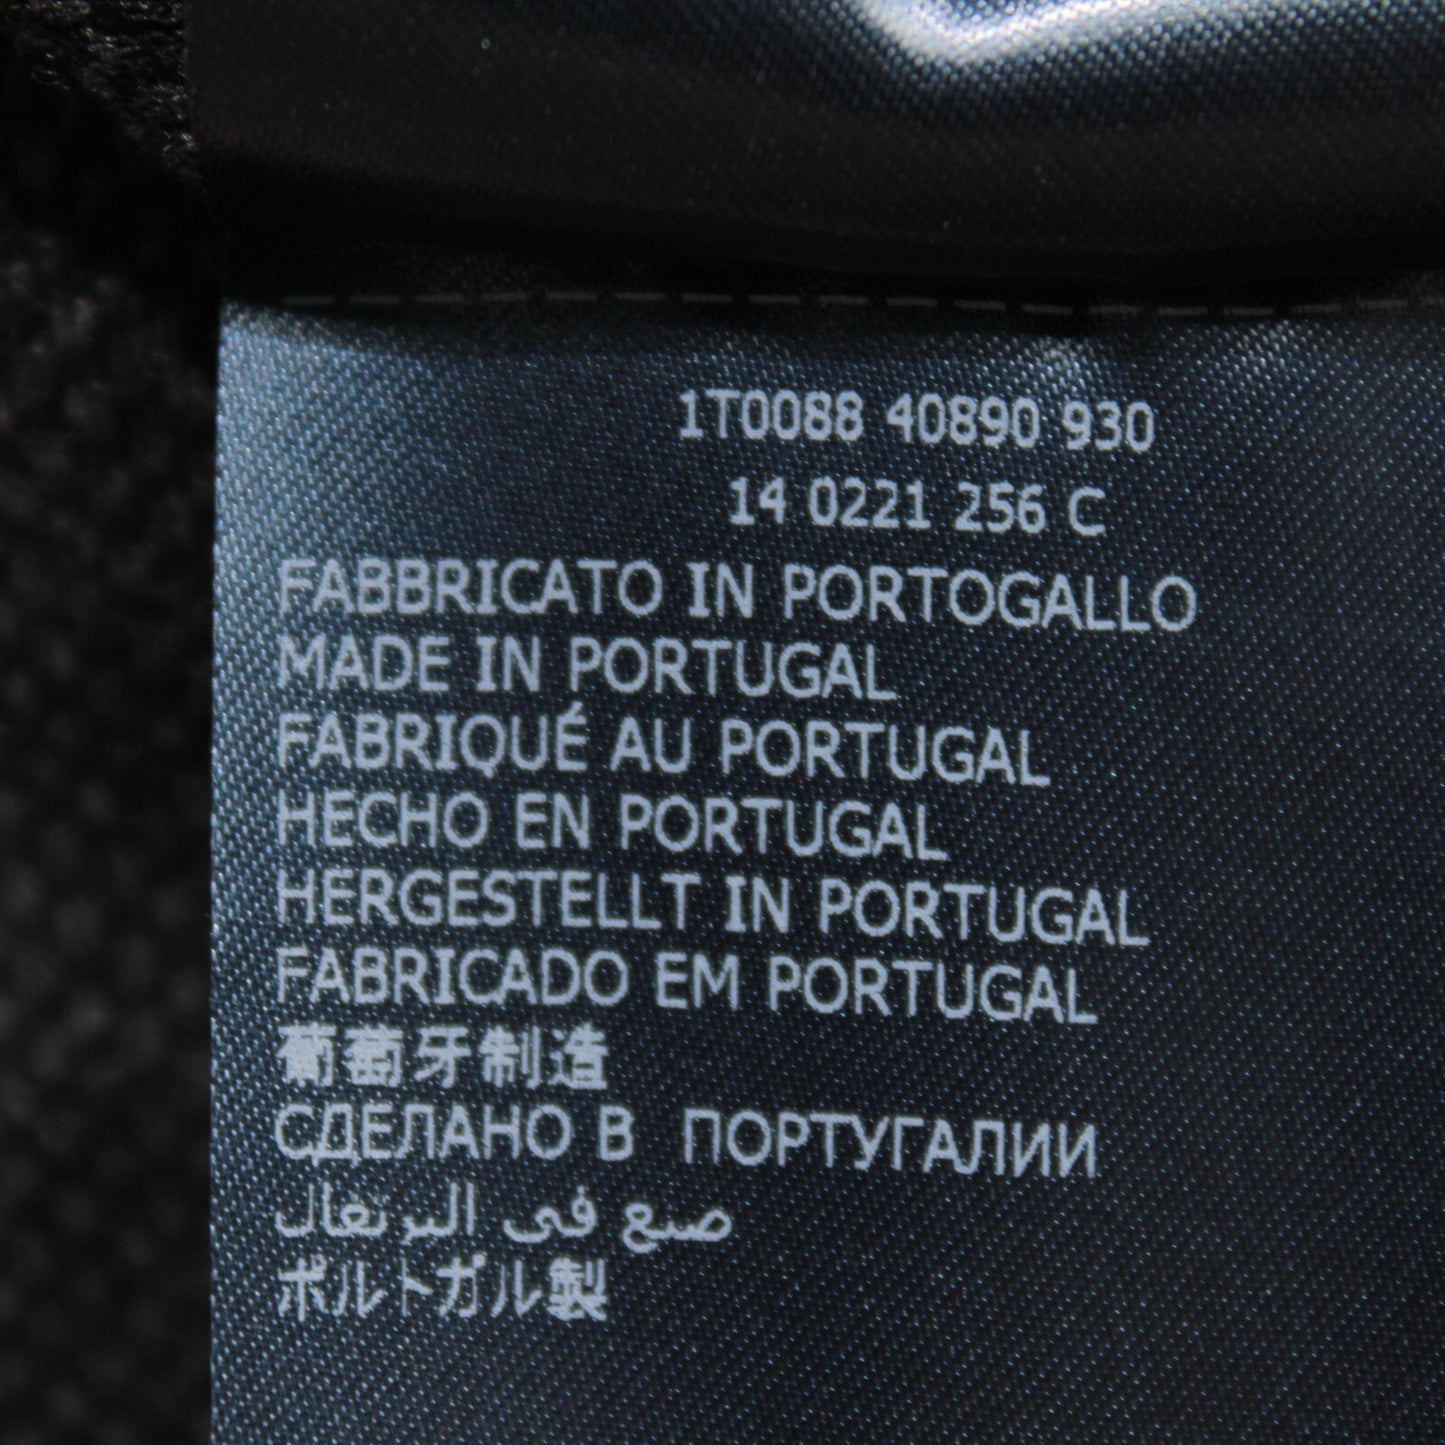 1T0088 40890 930
14 0221 256 C
FABBRICATO IN PORTOGALLO
MADE IN PORTUGAL
FABRIQUÉ AU PORTUGAL
HECHO EN PORTUGAL
HERGESTELLT IN PORTUGAL
FABRICADO EM PORTUGAL
葡萄牙制造
СДЕЛАНО В ПОРТУГАЛИИ
صنع في البرتغال
ポルトガル製